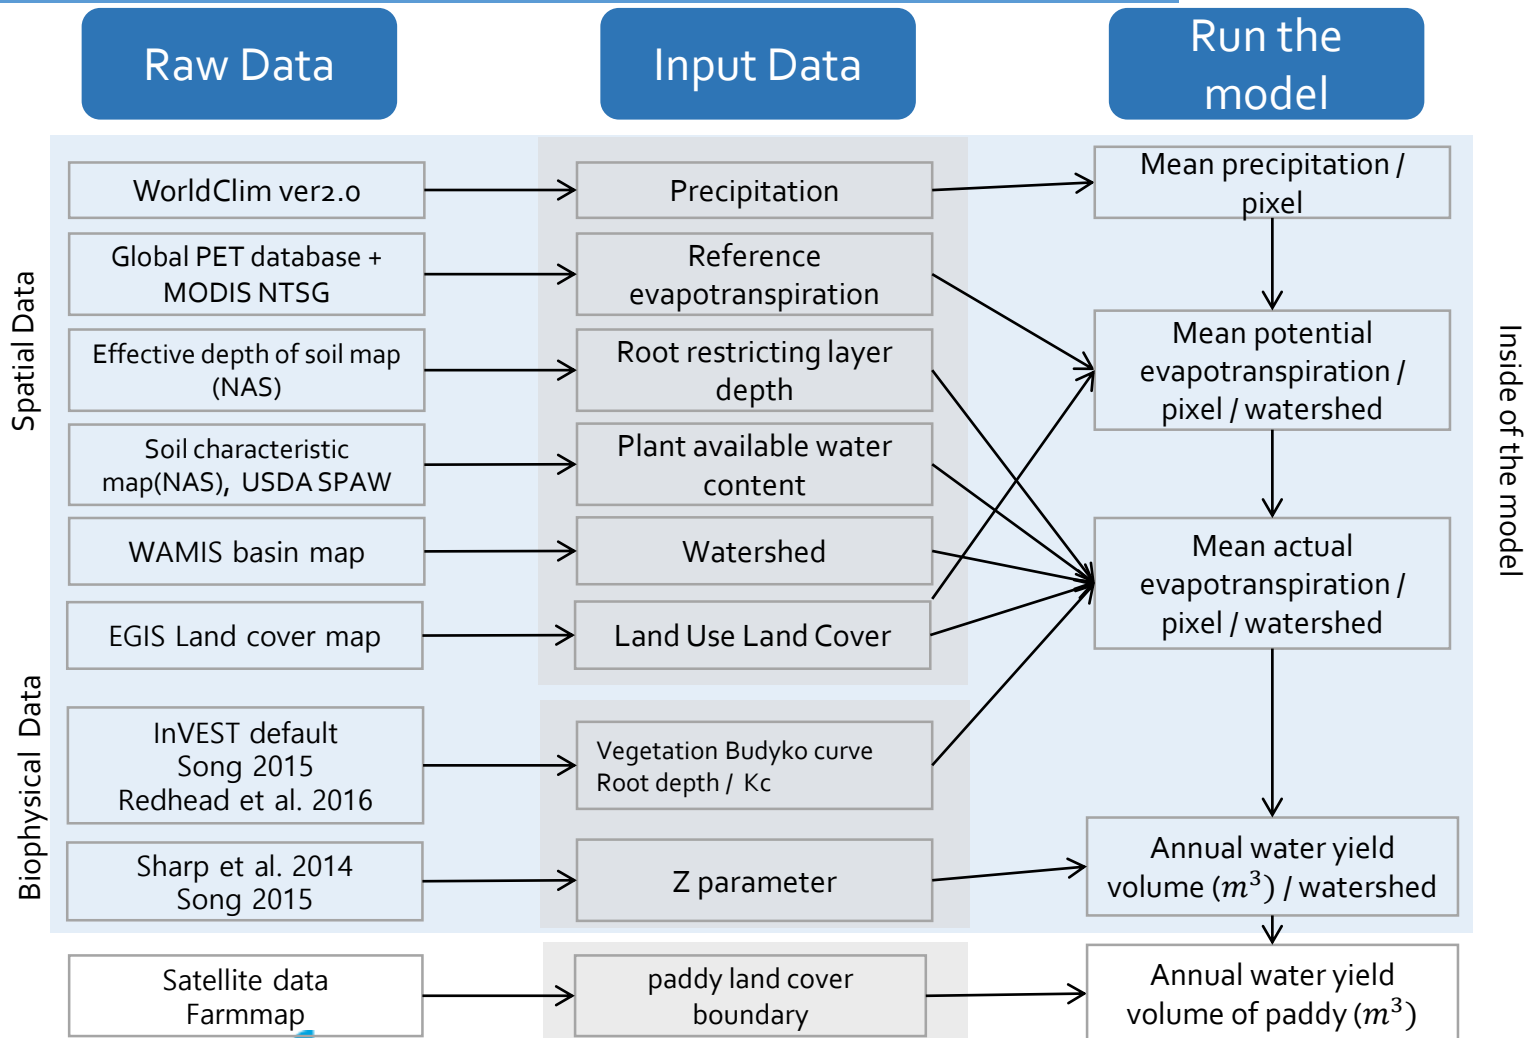 Raw Data
Input Data
Run the
model
Spatial Data
WorldClim ver2.0
Precipitation
Mean precipitation /
pixel
Global PET database +
MODIS NTSG
Reference
evapotranspiration
Mean potential
evapotranspiration /
pixel / watershed
Effective depth of soil map
(NAS)
Root restricting layer
depth
Soil characteristic
map(NAS), USDA SPAW
Plant available water
content
WAMIS basin map
Watershed
Mean actual
evapotranspiration /
pixel / watershed
EGIS Land cover map
Land Use Land Cover
Inside of the model
Biophysical Data
InVEST default
Song 2015
Redhead et al. 2016
Vegetation Budyko curve
Root depth / Kc
Sharp et al. 2014
Song 2015
Z parameter
Annual water yield
volume (m³) / watershed
Satellite data
Farmmap
paddy land cover
boundary
Annual water yield
volume of paddy (m³)